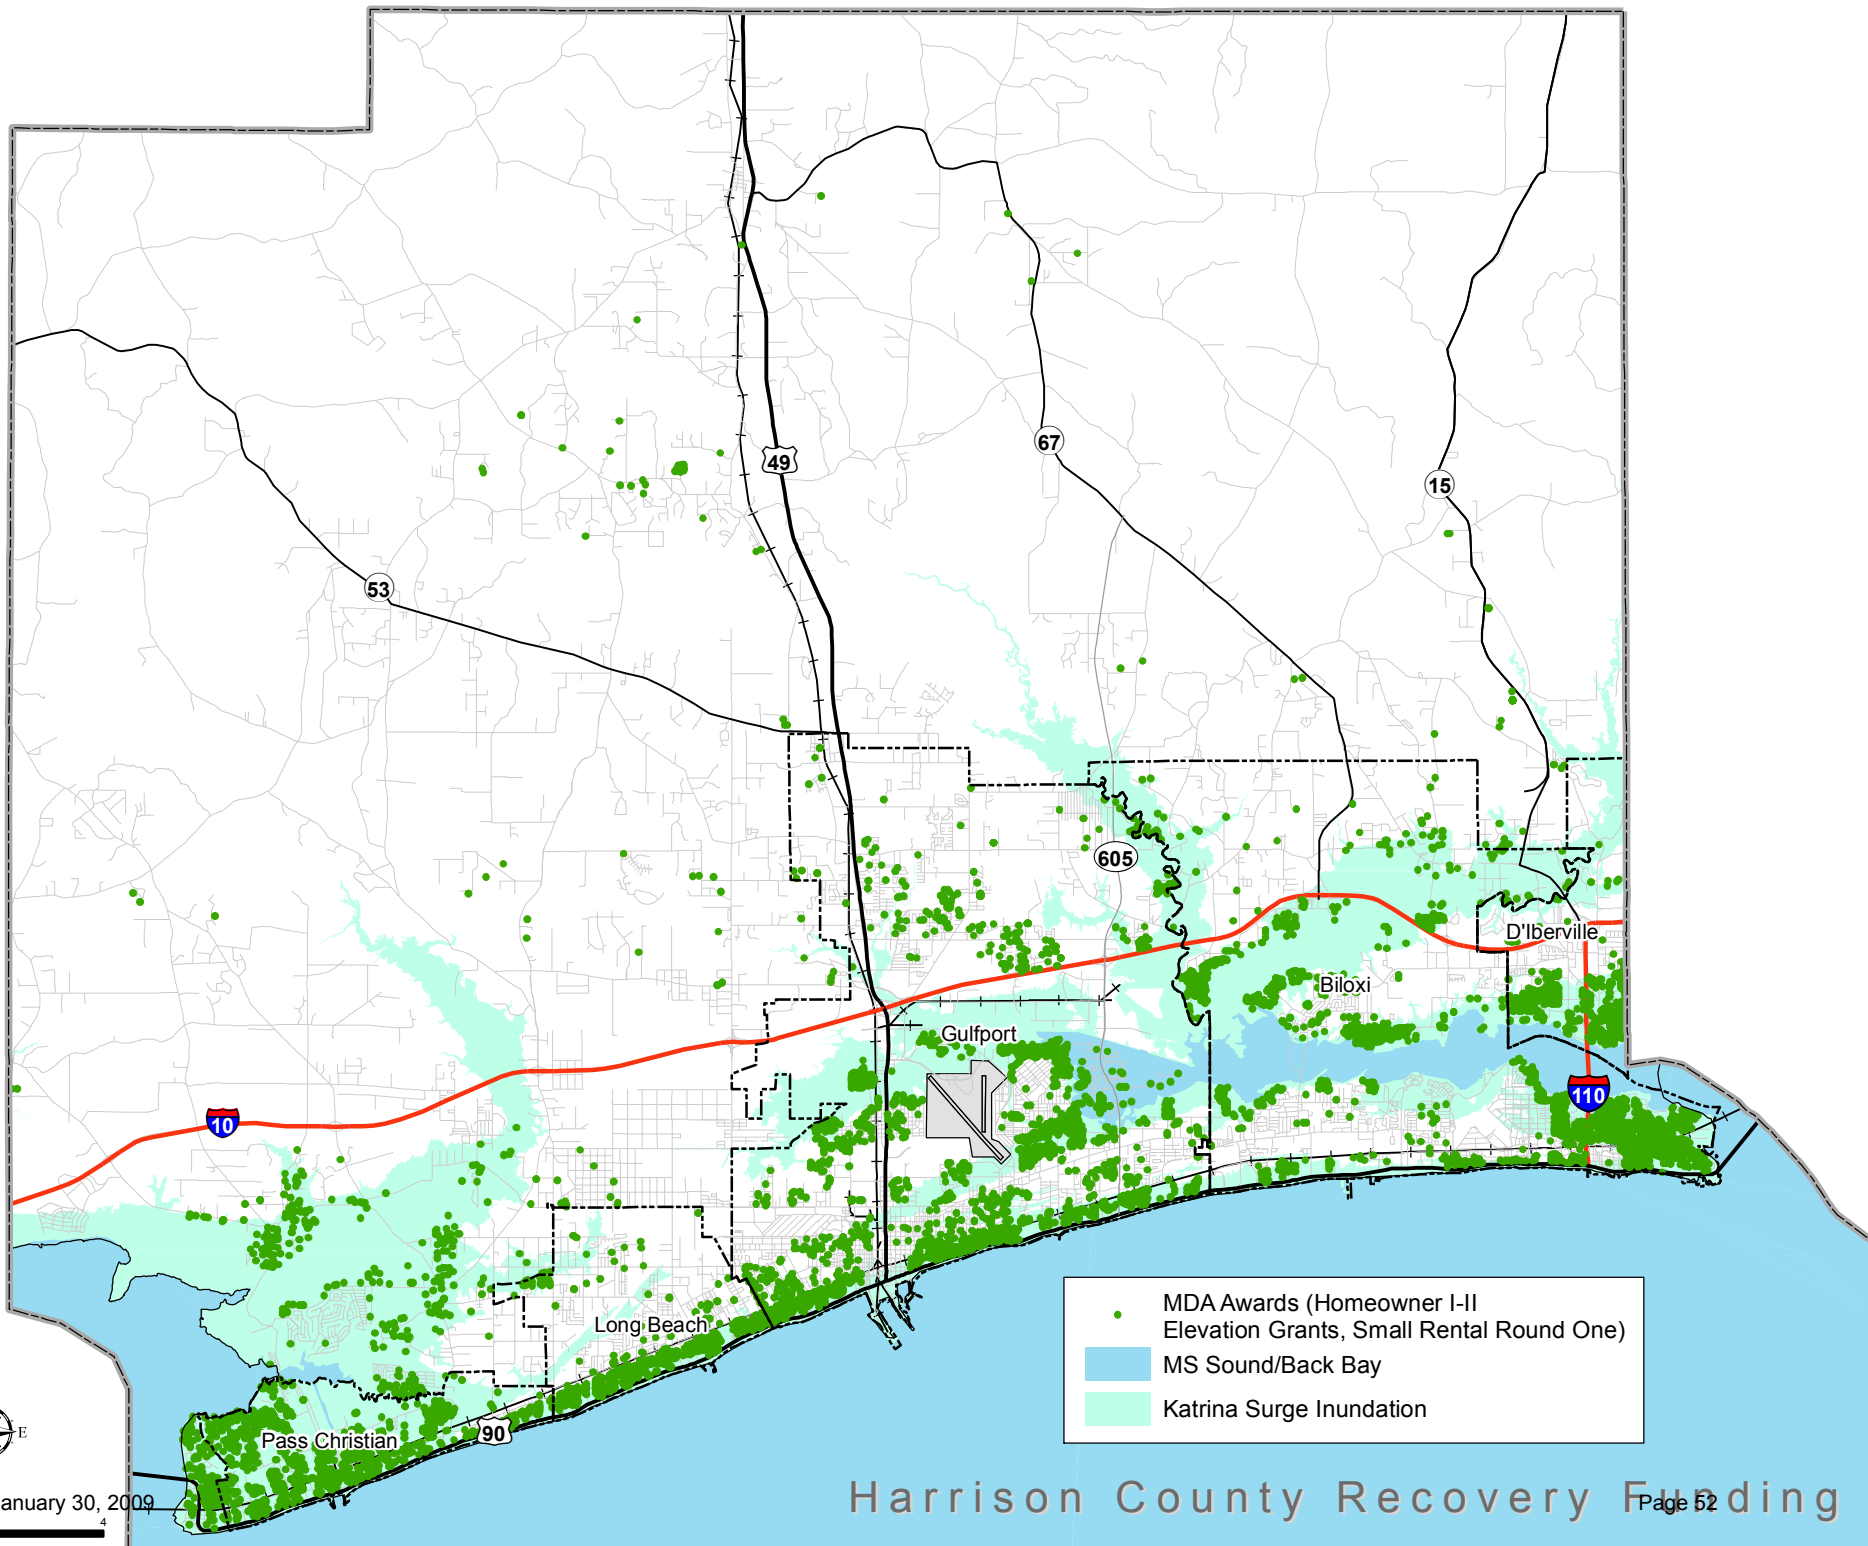 49
67
15
53
605
D'Iberville
Biloxi
Gulfport
10
110
Long Beach
MDA Awards (Homeowner I-II
Elevation Grants, Small Rental Round One)
MS Sound/Back Bay
Katrina Surge Inundation
E
Pass Christian
90
anuary 30, 2009
4
Harrison County Recovery Funding
Page 52